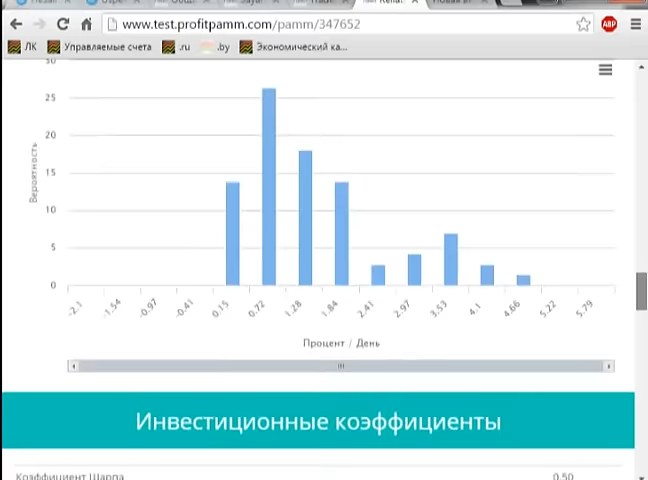 www.test.profitpamm.com/pamm/347652
ABP
ЛК Управляемые счета .ru .by Экономический ка...
30
25
20
15
10
5
0
Вероятность
-2.1 -1.54 -0.97 -0.41 0.15 0.72 1.28 1.84 2.41 2.97 3.53 4.1 4.66 5.22 5.79
Процент / День
Инвестиционные коэффициенты
Коэффициент Шарпа 0.50